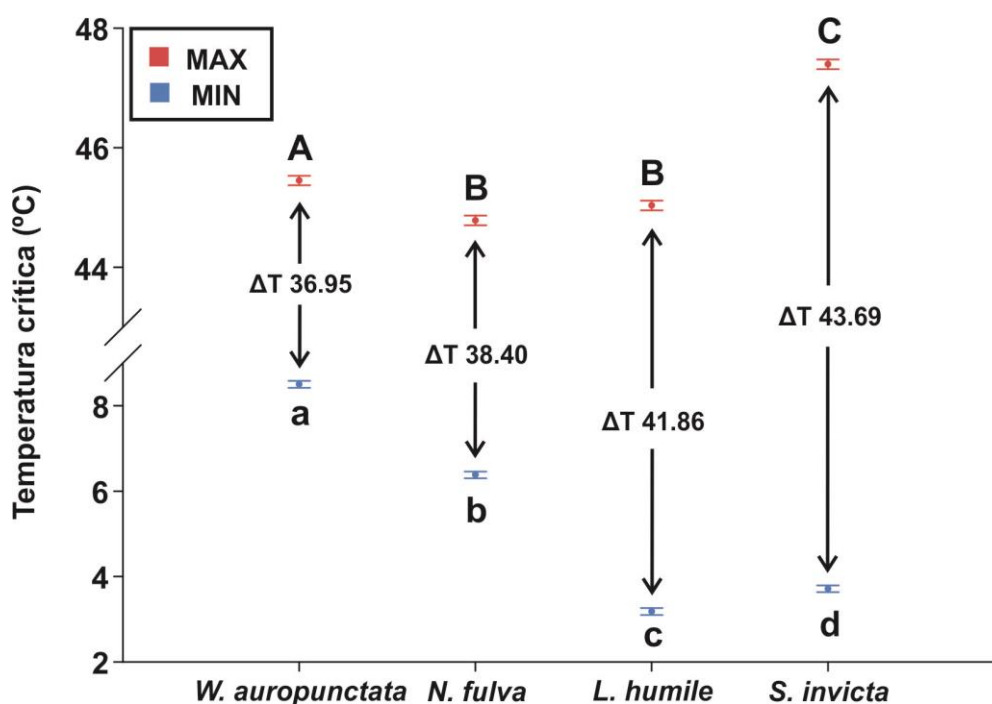 Temperatura crítica (ºC)
48
46
44
8
6
4
2
MAX
MIN
A
B
B
C
ΔT 36.95
ΔT 38.40
ΔT 41.86
ΔT 43.69
a
b
c
d
W. auropunctata
N. fulva
L. humile
S. invicta